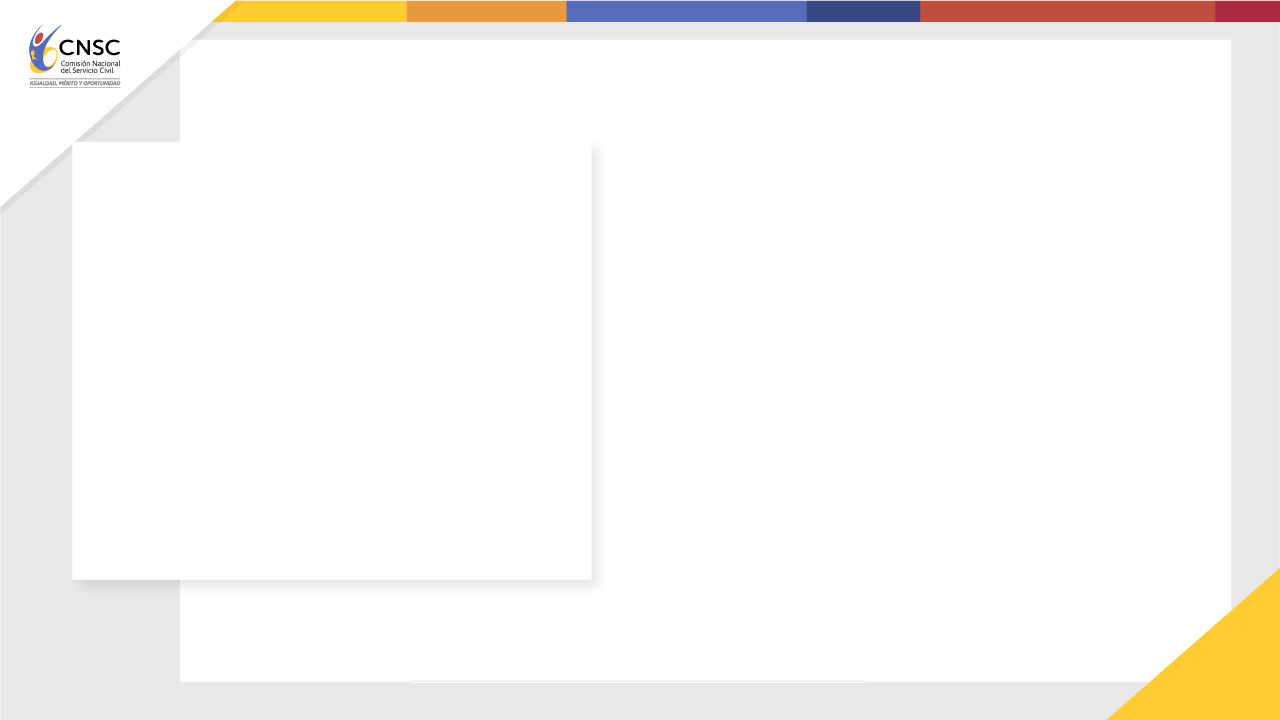 CNSC
Comisión Nacional
del Servicio Civil
IGUALDAD, MÉRITO Y OPORTUNIDAD